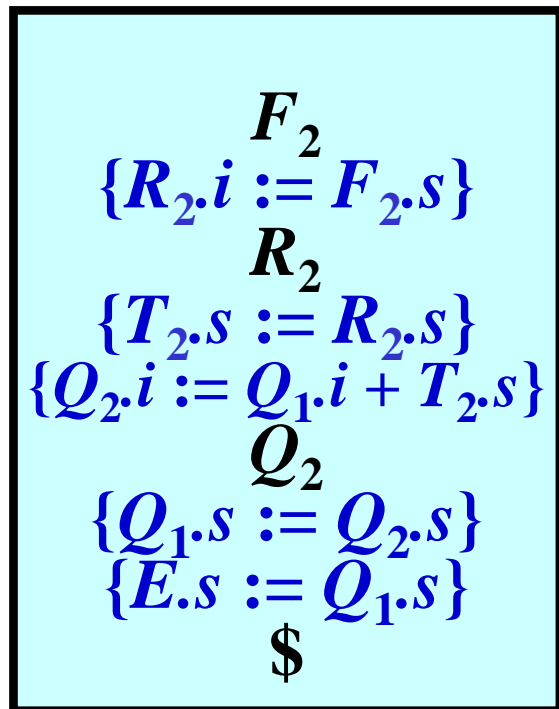 F₂
{R₂.i := F₂.s}
R₂
{T₂.s := R₂.s}
{Q₂.i := Q₁.i + T₂.s}
Q₂
{Q₁.s := Q₂.s}
{E.s := Q₁.s}
$